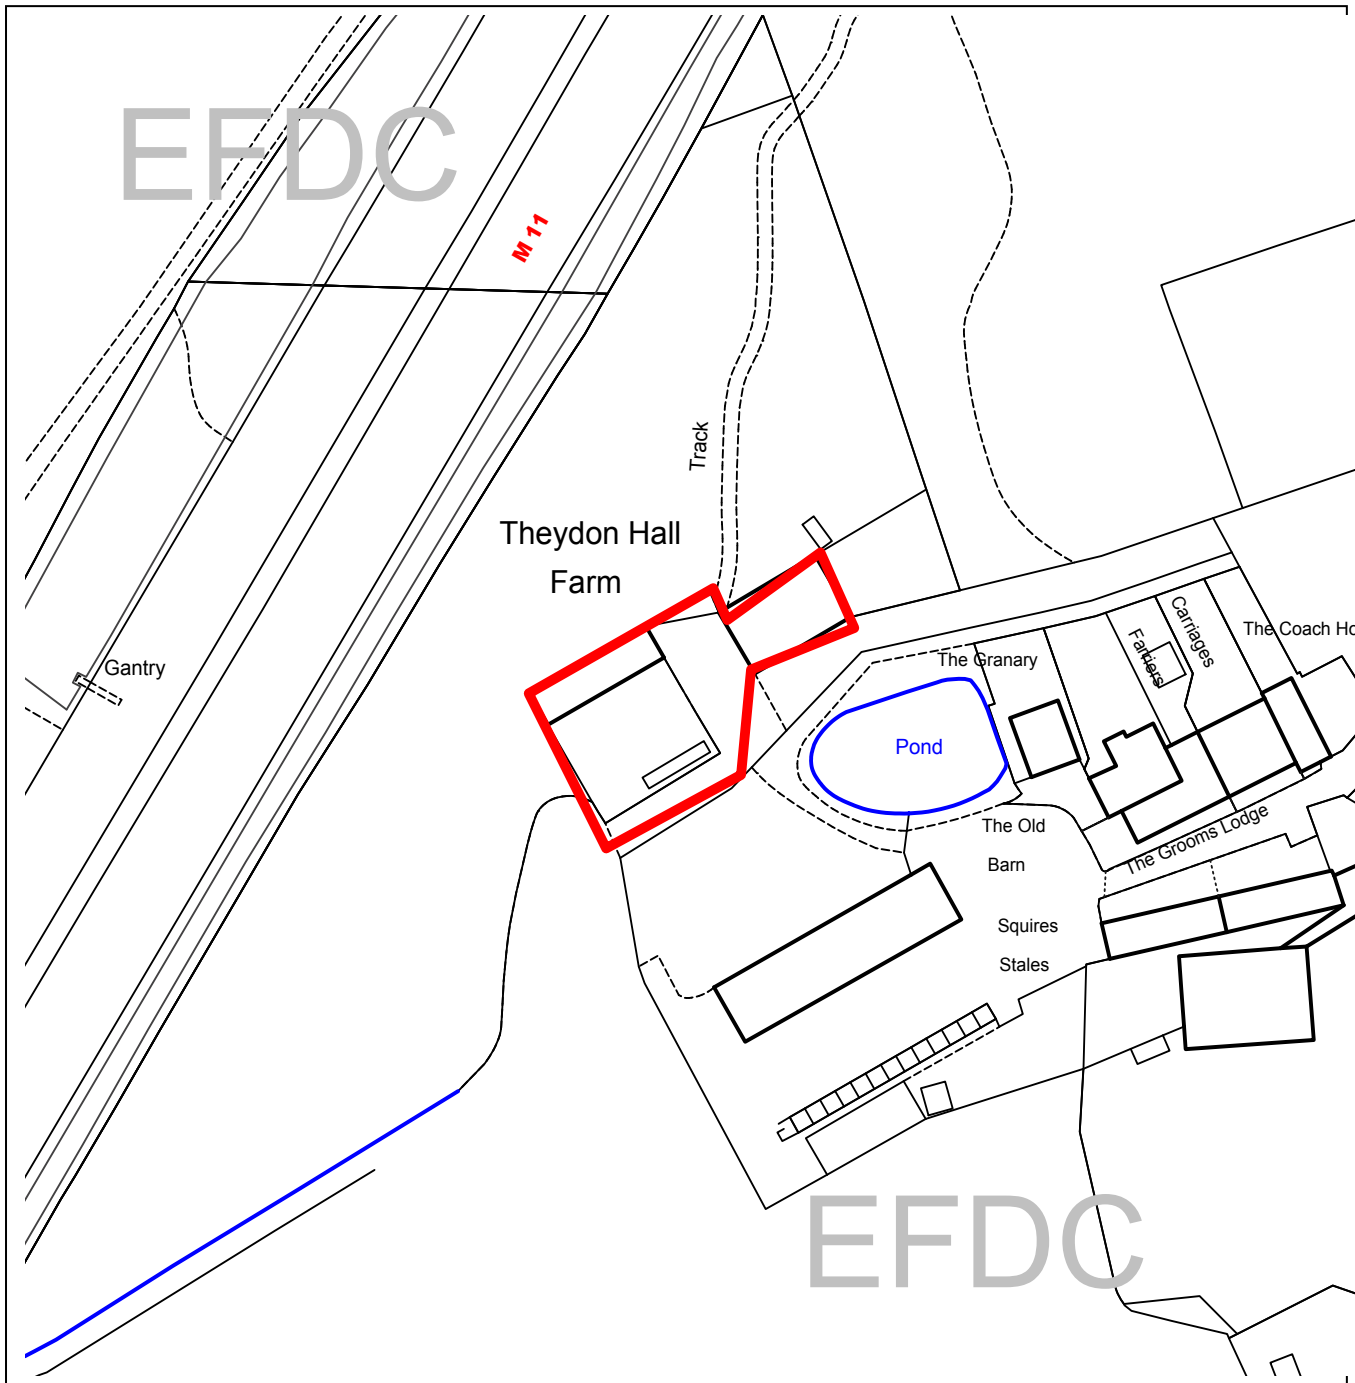 EFDC
M 11
Track
Theydon Hall
Farm
Gantry
The Granary
Farriers
Carriages
The Coach Ho
Pond
The Old
Barn
The Grooms Lodge
Squires
Stales
EFDC